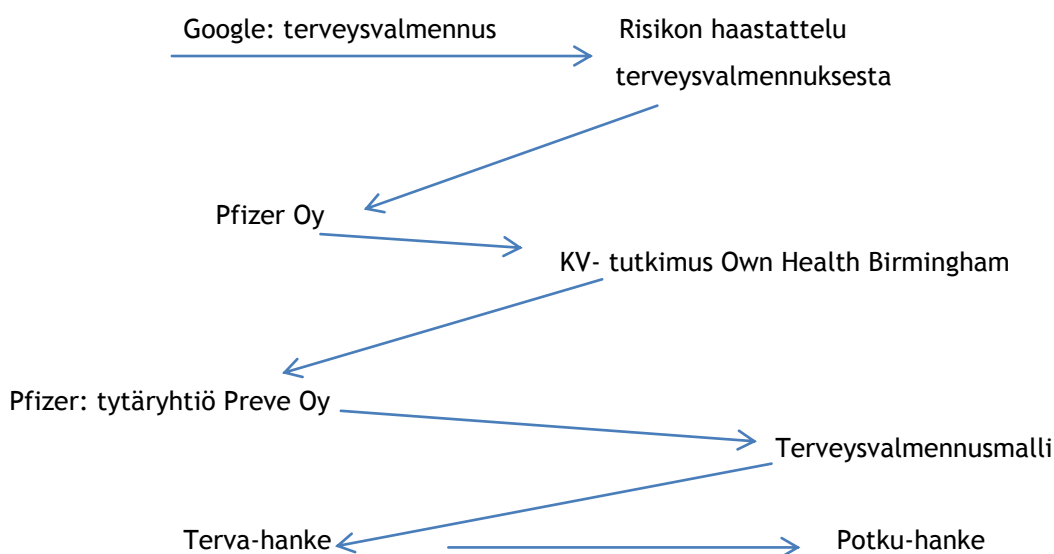 Google: terveysvalmennus
Risikon haastattelu
terveysvalmennuksesta
Pfizer Oy
KV- tutkimus Own Health Birmingham
Pfizer: tytäryhtiö Preve Oy
Terveysvalmennusmalli
Terva-hanke
Potku-hanke